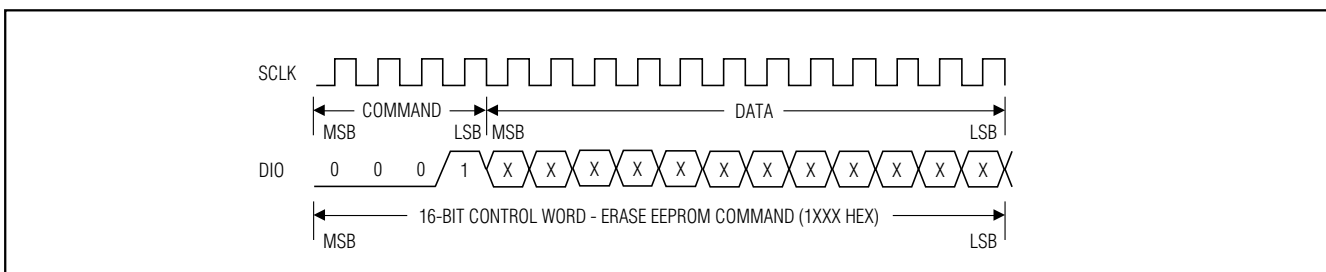 SCLK
COMMAND DATA
MSB LSB MSB LSB
DIO 0 0 0 1 X X X X X X X X X X X X
16-BIT CONTROL WORD - ERASE EEPROM COMMAND (1XXX HEX)
MSB LSB